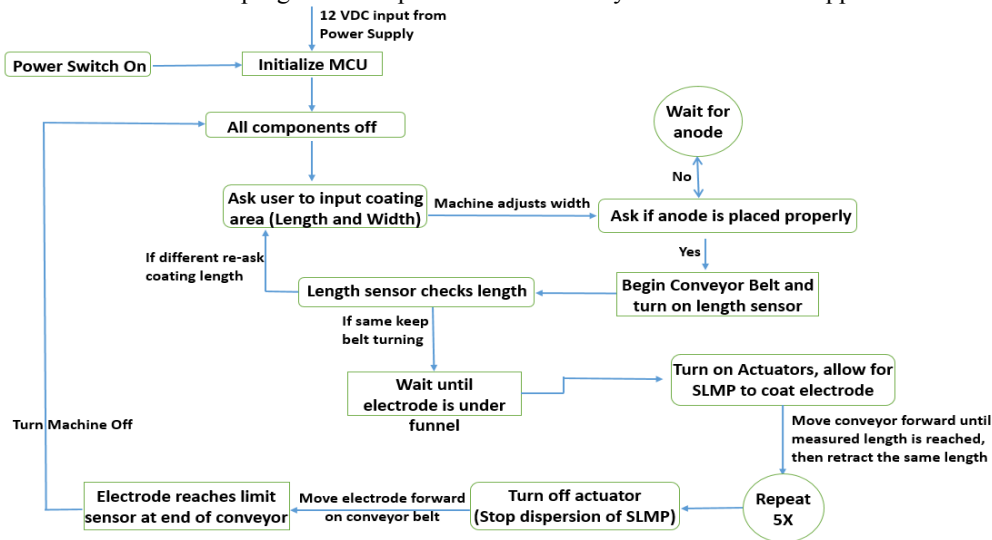 12 VDC input from
Power Supply
Power Switch On
Initialize MCU
All components off
Wait for
anode
No
Ask user to input coating
area (Length and Width)
Machine adjusts width
Ask if anode is placed properly
Yes
If different re-ask
coating length
Length sensor checks length
Begin Conveyor Belt and
turn on length sensor
If same keep
belt turning
Wait until
electrode is under
funnel
Turn on Actuators, allow for
SLMP to coat electrode
Turn Machine Off
Move conveyor forward until
measured length is reached,
then retract the same length
Electrode reaches limit
sensor at end of conveyor
Move electrode forward
on conveyor belt
Turn off actuator
(Stop dispersion of SLMP)
Repeat
5X